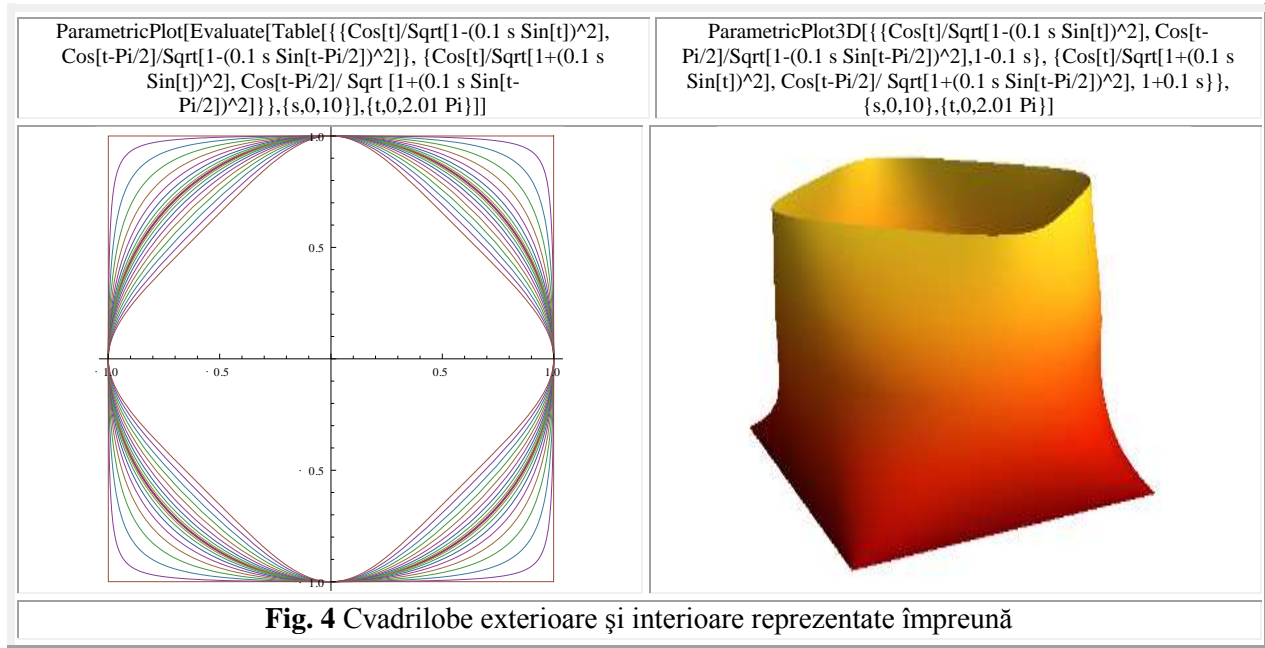 ParametricPlot[Evaluate[Table[{{Cos[t]/Sqrt[1-(0.1 s Sin[t])^2],
Cos[t-Pi/2]/Sqrt[1-(0.1 s Sin[t-Pi/2])^2]}, {Cos[t]/Sqrt[1+(0.1 s
Sin[t])^2], Cos[t-Pi/2]/ Sqrt [1+(0.1 s Sin[t-
Pi/2])^2]}},{s,0,10}],{t,0,2.01 Pi}]]
ParametricPlot3D[{{Cos[t]/Sqrt[1-(0.1 s Sin[t])^2], Cos[t-
Pi/2]/Sqrt[1-(0.1 s Sin[t-Pi/2])^2],1-0.1 s}, {Cos[t]/Sqrt[1+(0.1 s
Sin[t])^2], Cos[t-Pi/2]/ Sqrt[1+(0.1 s Sin[t-Pi/2])^2], 1+0.1 s}},
{s,0,10},{t,0,2.01 Pi}]
1.0
0.5
· 1.0
· 0.5
0.5
1.0
· 0.5
· 1.0
Fig. 4 Cvadrilobe exterioare şi interioare reprezentate împreună